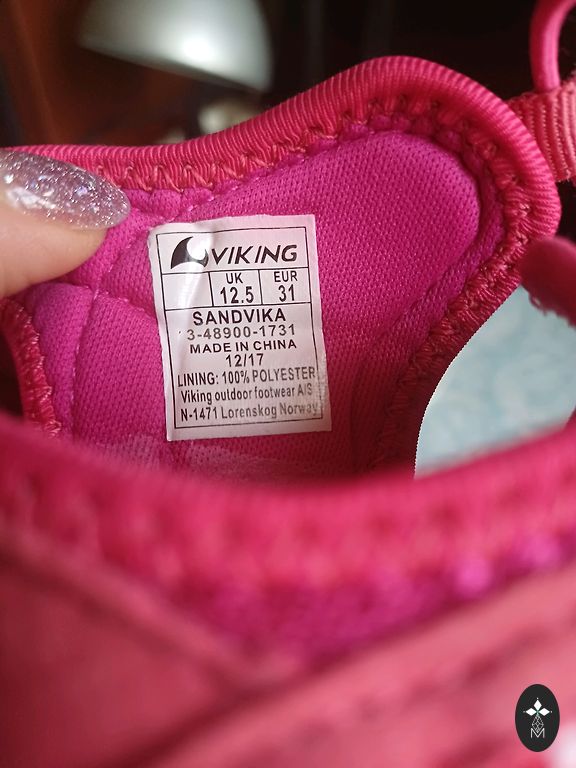 VIKING
UK EUR
12.5 31
SANDVIKA
3-48900-1731
MADE IN CHINA
12/17
LINING: 100% POLYESTER
Viking outdoor footwear A/S
N-1471 Lorenskog Norway
M